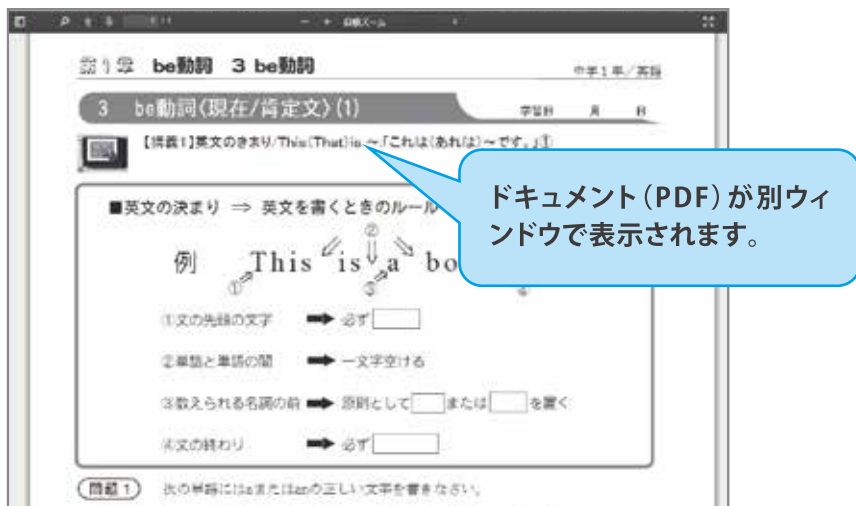 be動詞 3 be動詞
中学1年/英語
3 be動詞〈現在/肯定文〉(1)
学習日 月 日
【講義1】英文のきまり/This(That)is ~「これは(あれは)~です。」①
ドキュメント(PDF)が別ウィ
ンドウで表示されます。
■英文の決まり ⇒ 英文を書くときのルール
②
例 This is a bo
① ③
①文の先頭の文字 ➡ 必ず
②単語と単語の間 ➡ 一文字空ける
③数えられる名詞の前 ➡ 原則として または を置く
④文の終わり ➡ 必ず
問題1 次の単語にはaまたはanの正しい文字を書きなさい。